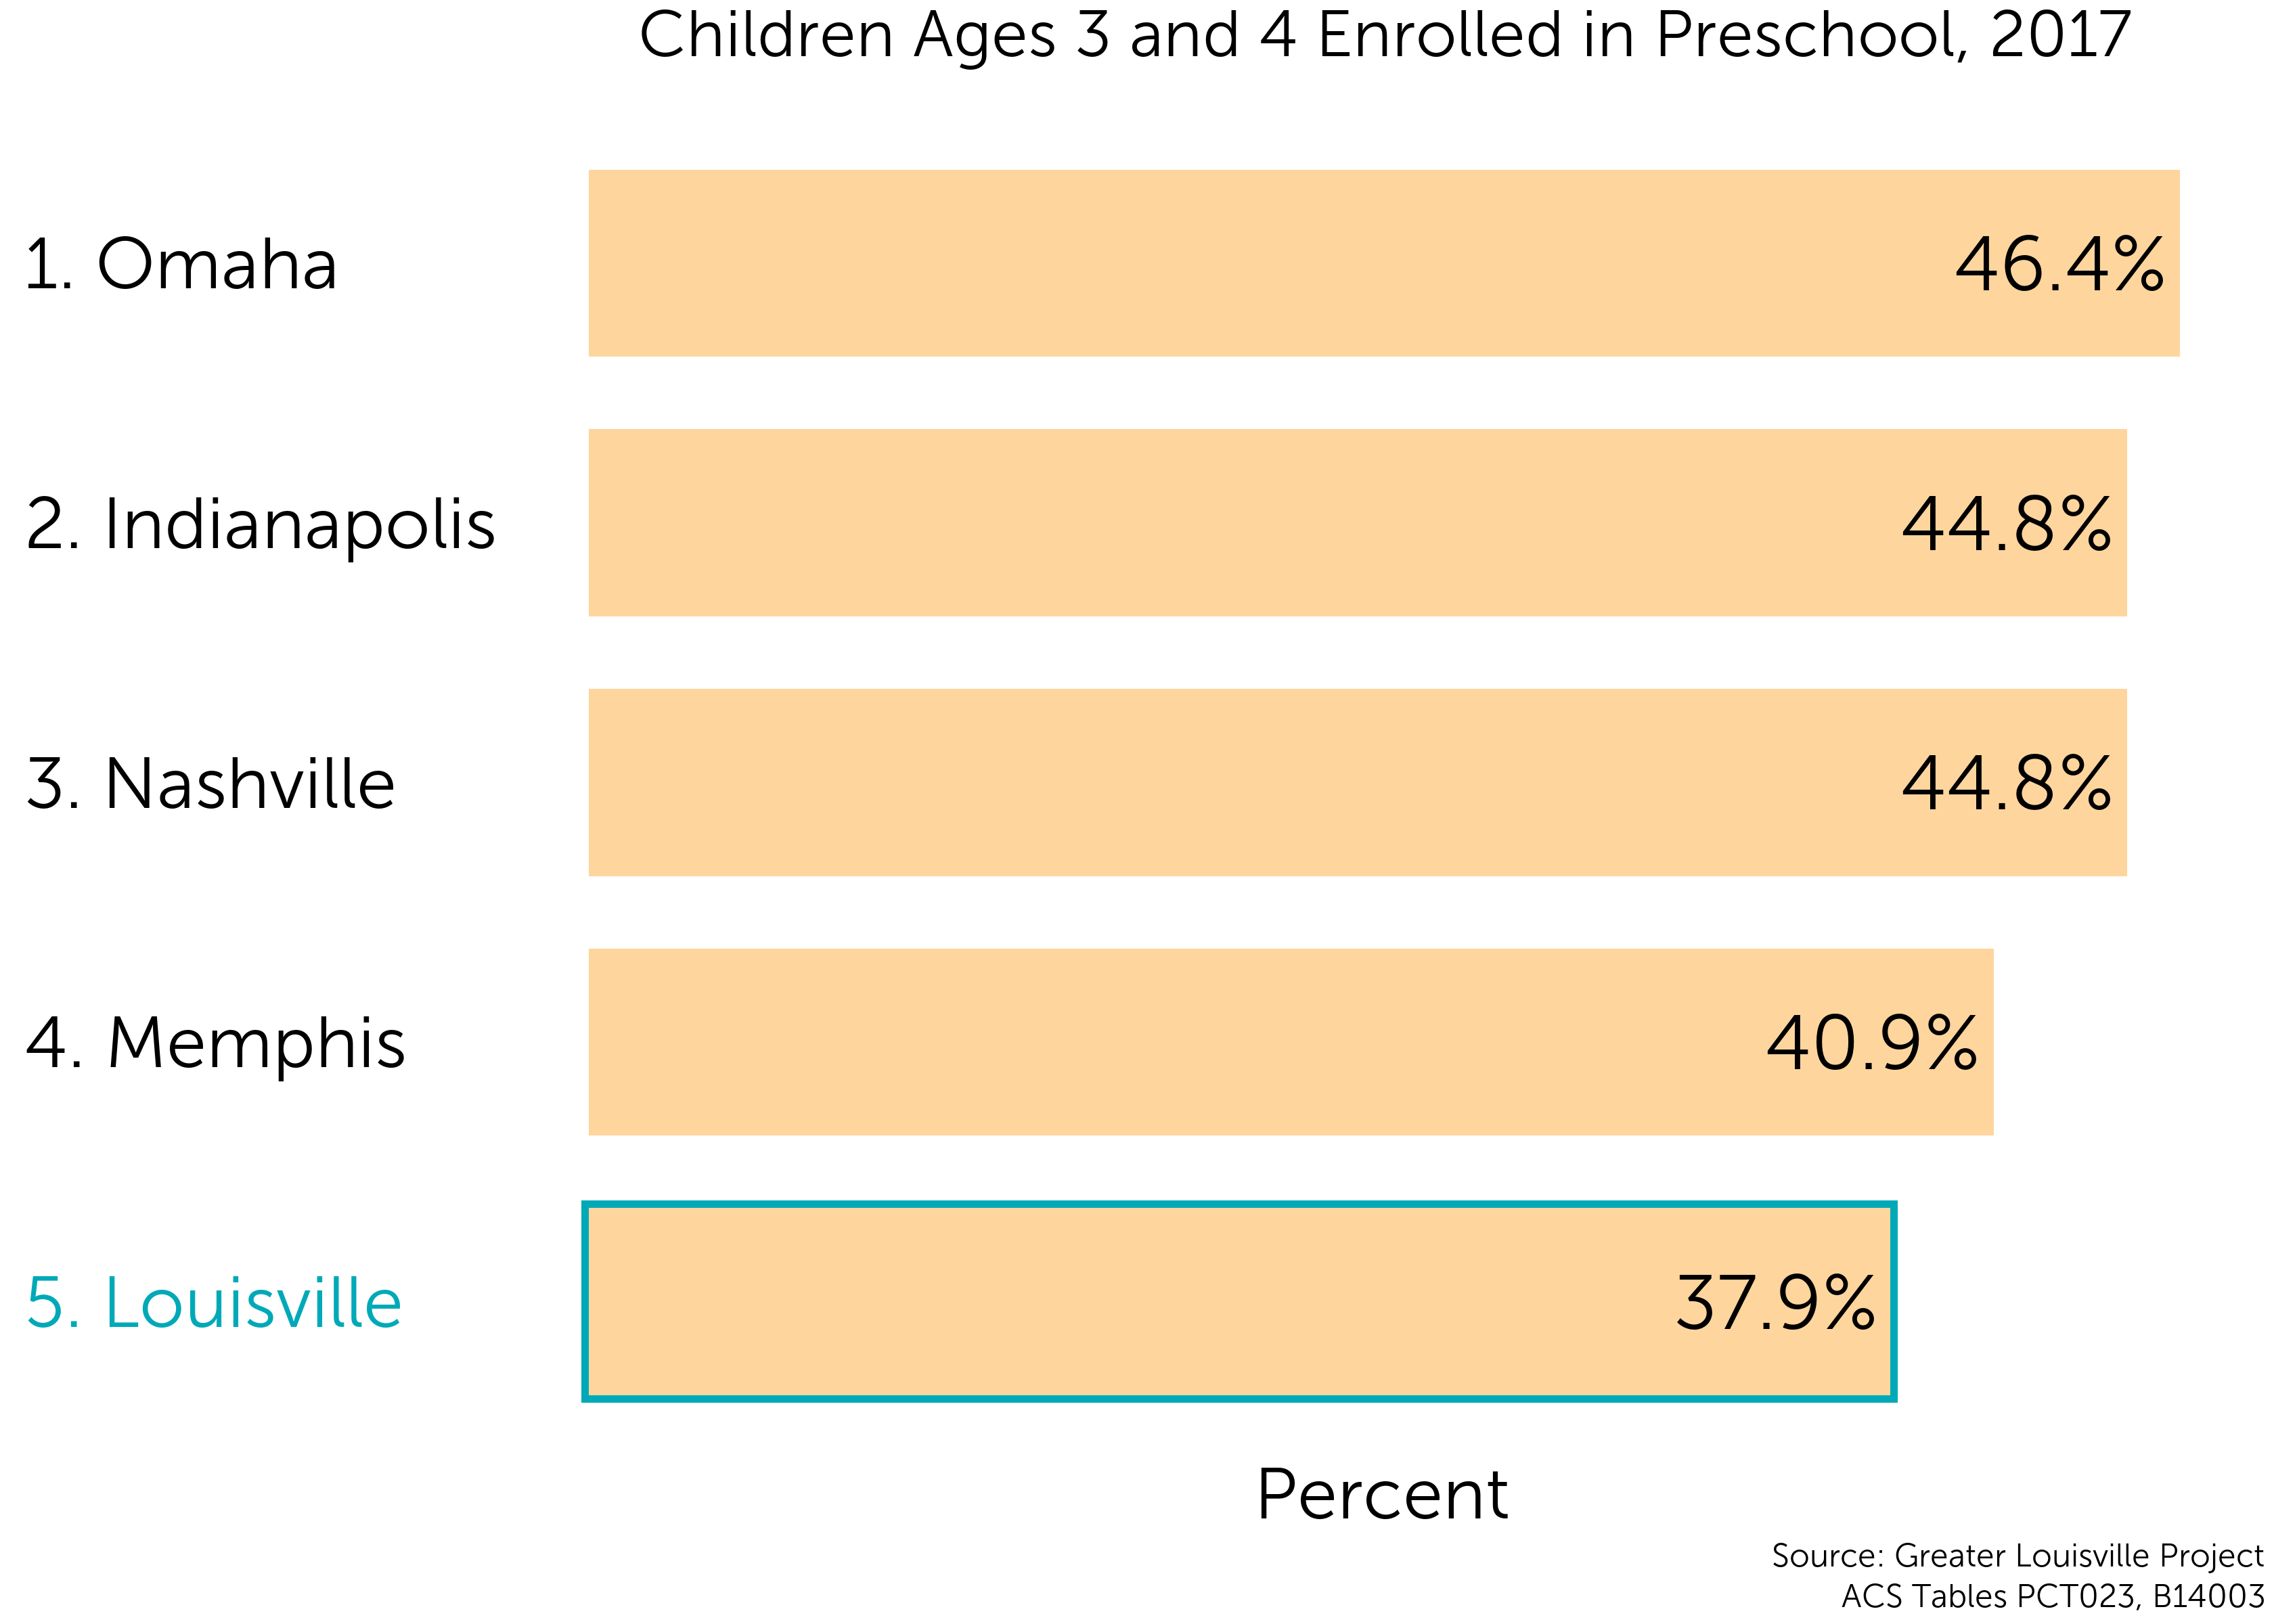 Children Ages 3 and 4 Enrolled in Preschool, 2017
1. Omaha 46.4%
2. Indianapolis 44.8%
3. Nashville 44.8%
4. Memphis 40.9%
5. Louisville 37.9%
Percent
Source: Greater Louisville Project
ACS Tables PCT023, B14003